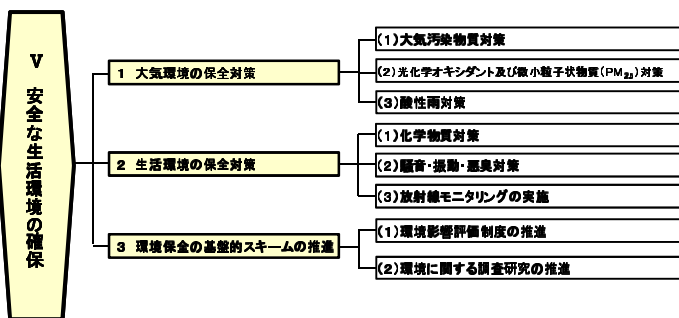 Ⅴ 安全な生活環境の確保
1 大気環境の保全対策
(1)大気汚染物質対策
(2)光化学オキシダント及び微小粒子状物質(PM2.5)対策
(3)酸性雨対策
2 生活環境の保全対策
(1)化学物質対策
(2)騒音・振動・悪臭対策
(3)放射線モニタリングの実施
3 環境保全の基盤的スキームの推進
(1)環境影響評価制度の推進
(2)環境に関する調査研究の推進